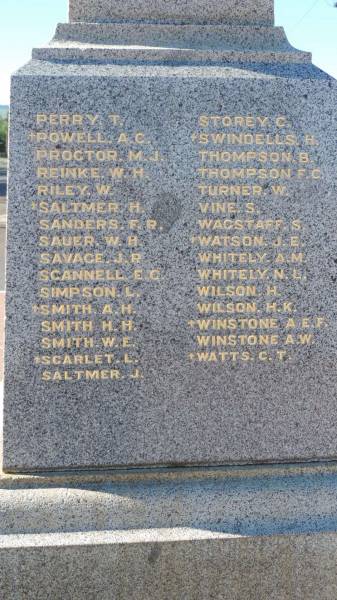 PERRY. T.
+POWELL. A.C.
PROCTOR. M.J.
REINKE. W.H.
RILEY. W.
+SALTMER. H.
SANDERS. F.R.
SAUER. W.H.
SAVAGE. J.R.
SCANNELL. E.C.
SIMPSON. L.
+SMITH. A.H.
SMITH. H.H.
SMITH. W.E.
+SCARLET. L.
SALTMER. J.
STOREY. C.
+SWINDELLS. H.
THOMPSON. B.
THOMPSON. F.C.
TURNER. W.
VINE. S.
WAGSTAFF. S.
+WATSON. J.E.
WHITELY. A.M.
WHITELY. N.L.
WILSON. H.
WILSON. H.K.
+WINSTONE. A.E.F.
WINSTONE. A.W.
+WATTS. C.T.